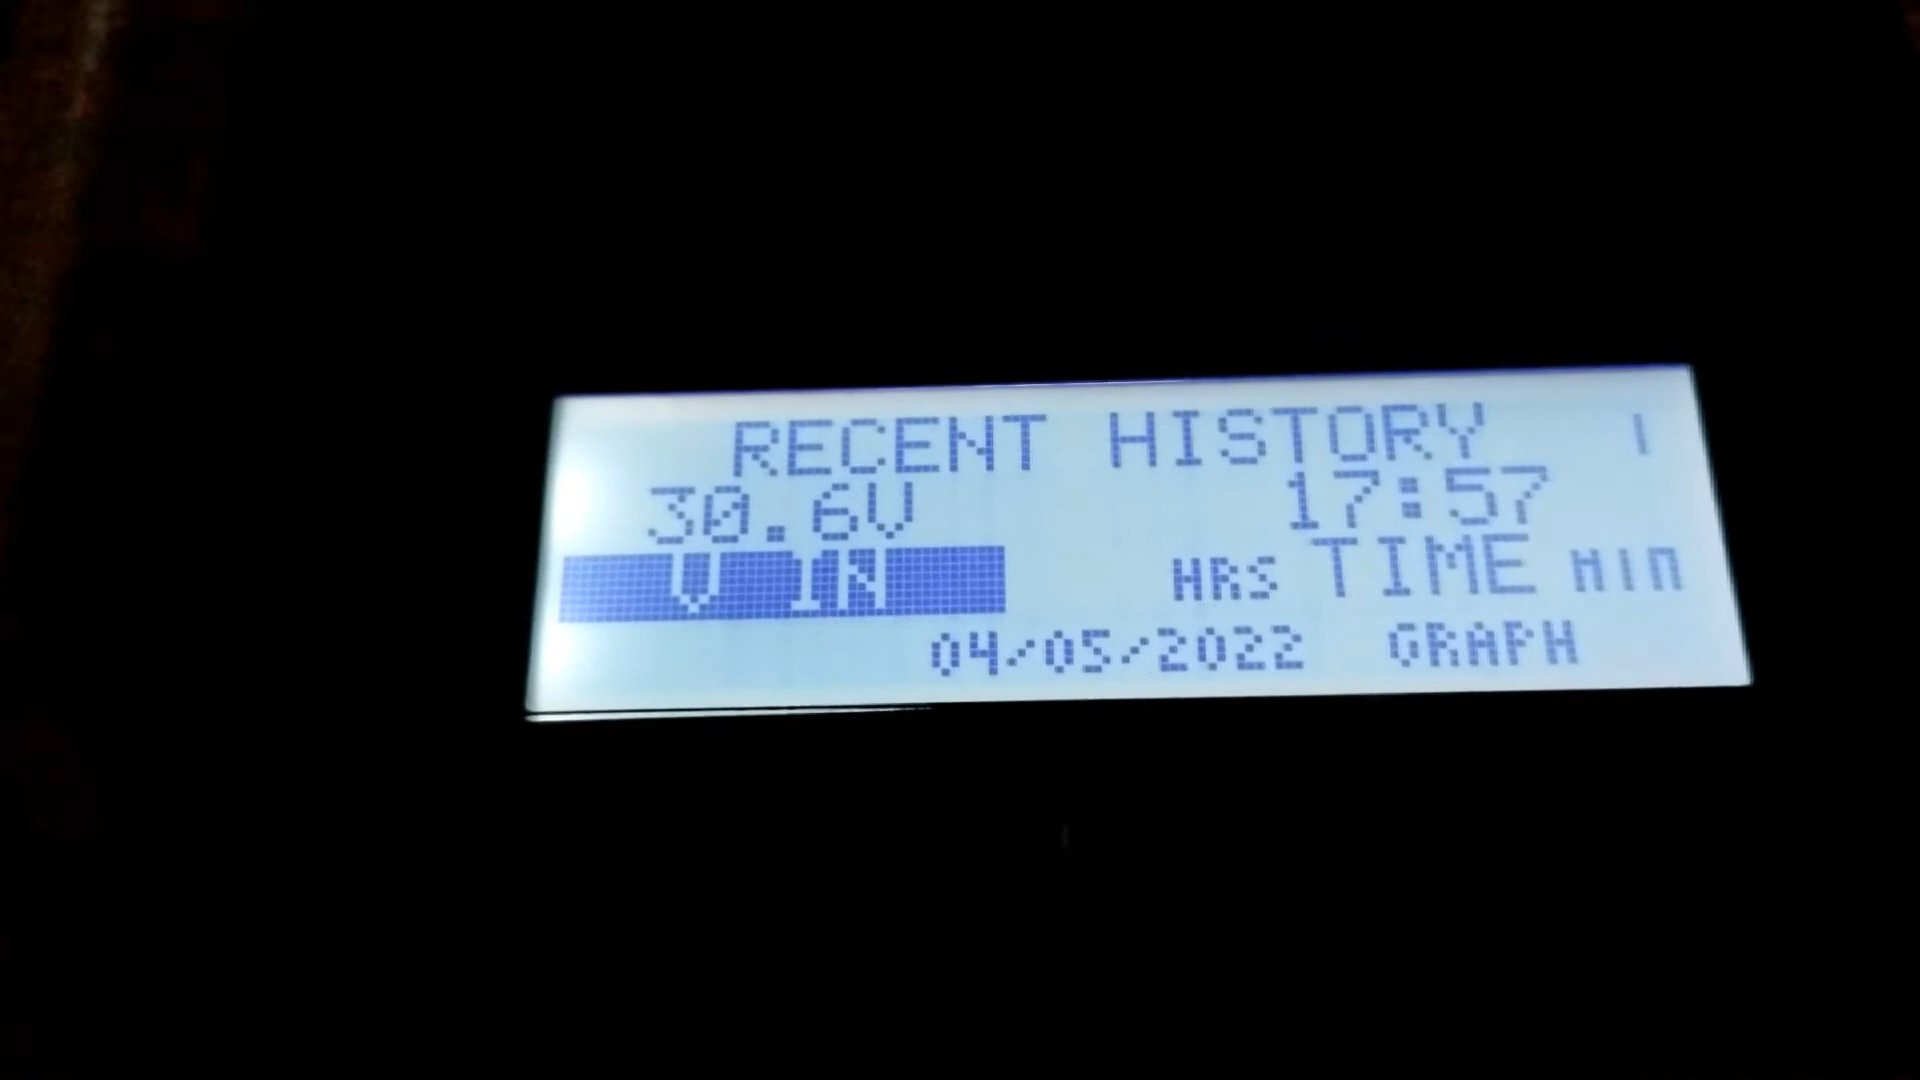 RECENT HISTORY
30.6V 17:57
V IN HRS TIME MIN
04/05/2022 GRAPH